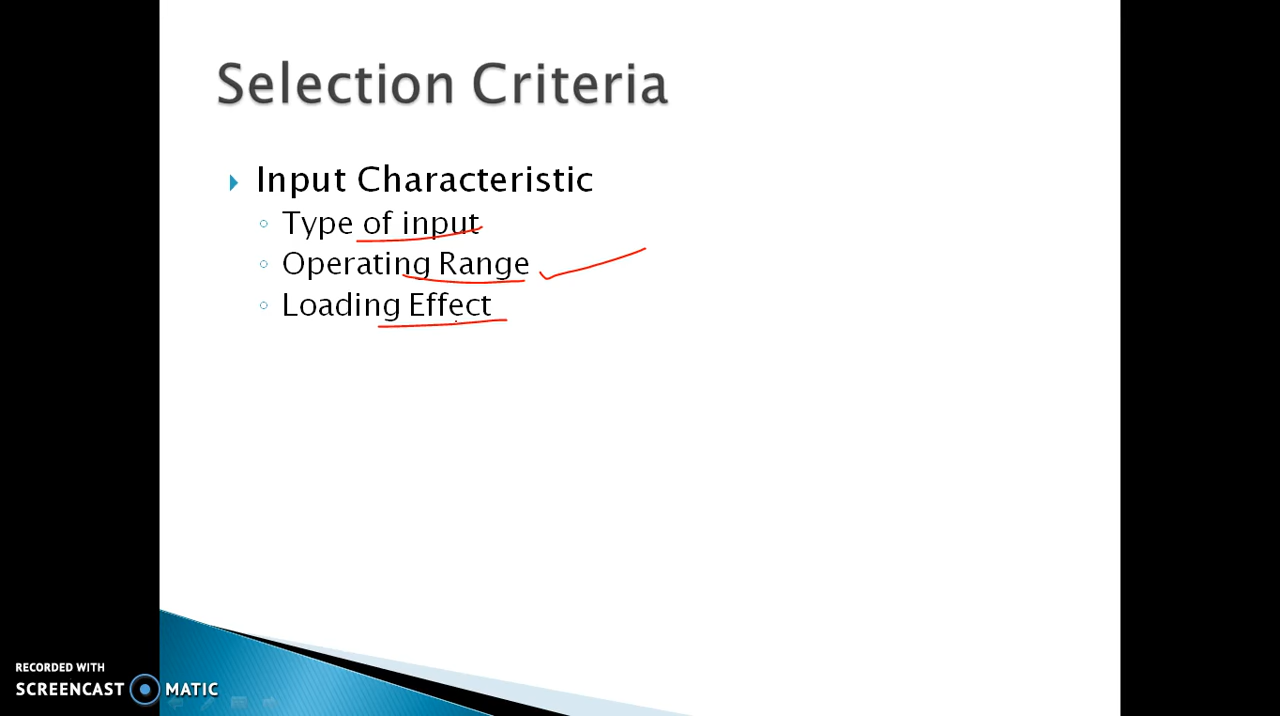 Selection Criteria
Input Characteristic
Type of input
Operating Range
Loading Effect
RECORDED WITH
SCREENCAST MATIC